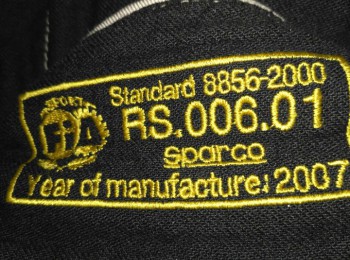 SPORT
FIA
Standard 8856-2000
RS.006.01
sparco
Year of manufacture: 2007